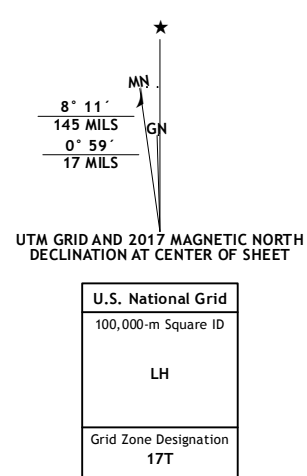 ★
MN
8° 11´
145 MILS
GN
0° 59´
17 MILS
UTM GRID AND 2017 MAGNETIC NORTH
DECLINATION AT CENTER OF SHEET
U.S. National Grid
100,000-m Square ID
LH
Grid Zone Designation
17T